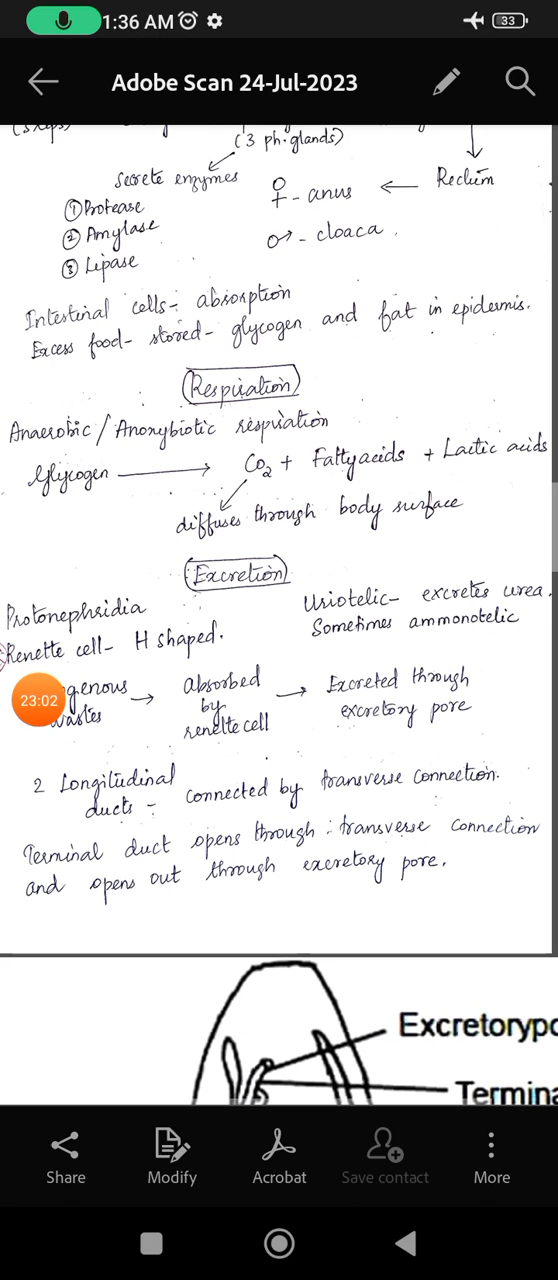 1:36 AM
33
Adobe Scan 24-Jul-2023
(3 ph. glands)
Secrete enzymes
① Protease
② Amylase
③ Lipase
♀ - anus ← Rectum
♂ - cloaca.
Intestinal cells - absorption
Excess food - stored - glycogen and fat in epidermis.
Respiration
Anaerobic / Anoxybiotic respiration
Glycogen → CO2 + Fattyacids + Lactic acids
diffuses through body surface
Excretion
Protonephridia
Renette cell - H shaped.
Uriotelic - excretes urea.
Sometimes ammonotelic
23:02
genous wastes → absorbed by renette cell → Excreted through excretory pore
2 Longitudinal ducts - connected by transverse connection.
Terminal duct opens through : transverse connection
and opens out through excretory pore.
Excretorypo
Termina
Share
Modify
Acrobat
Save contact
More